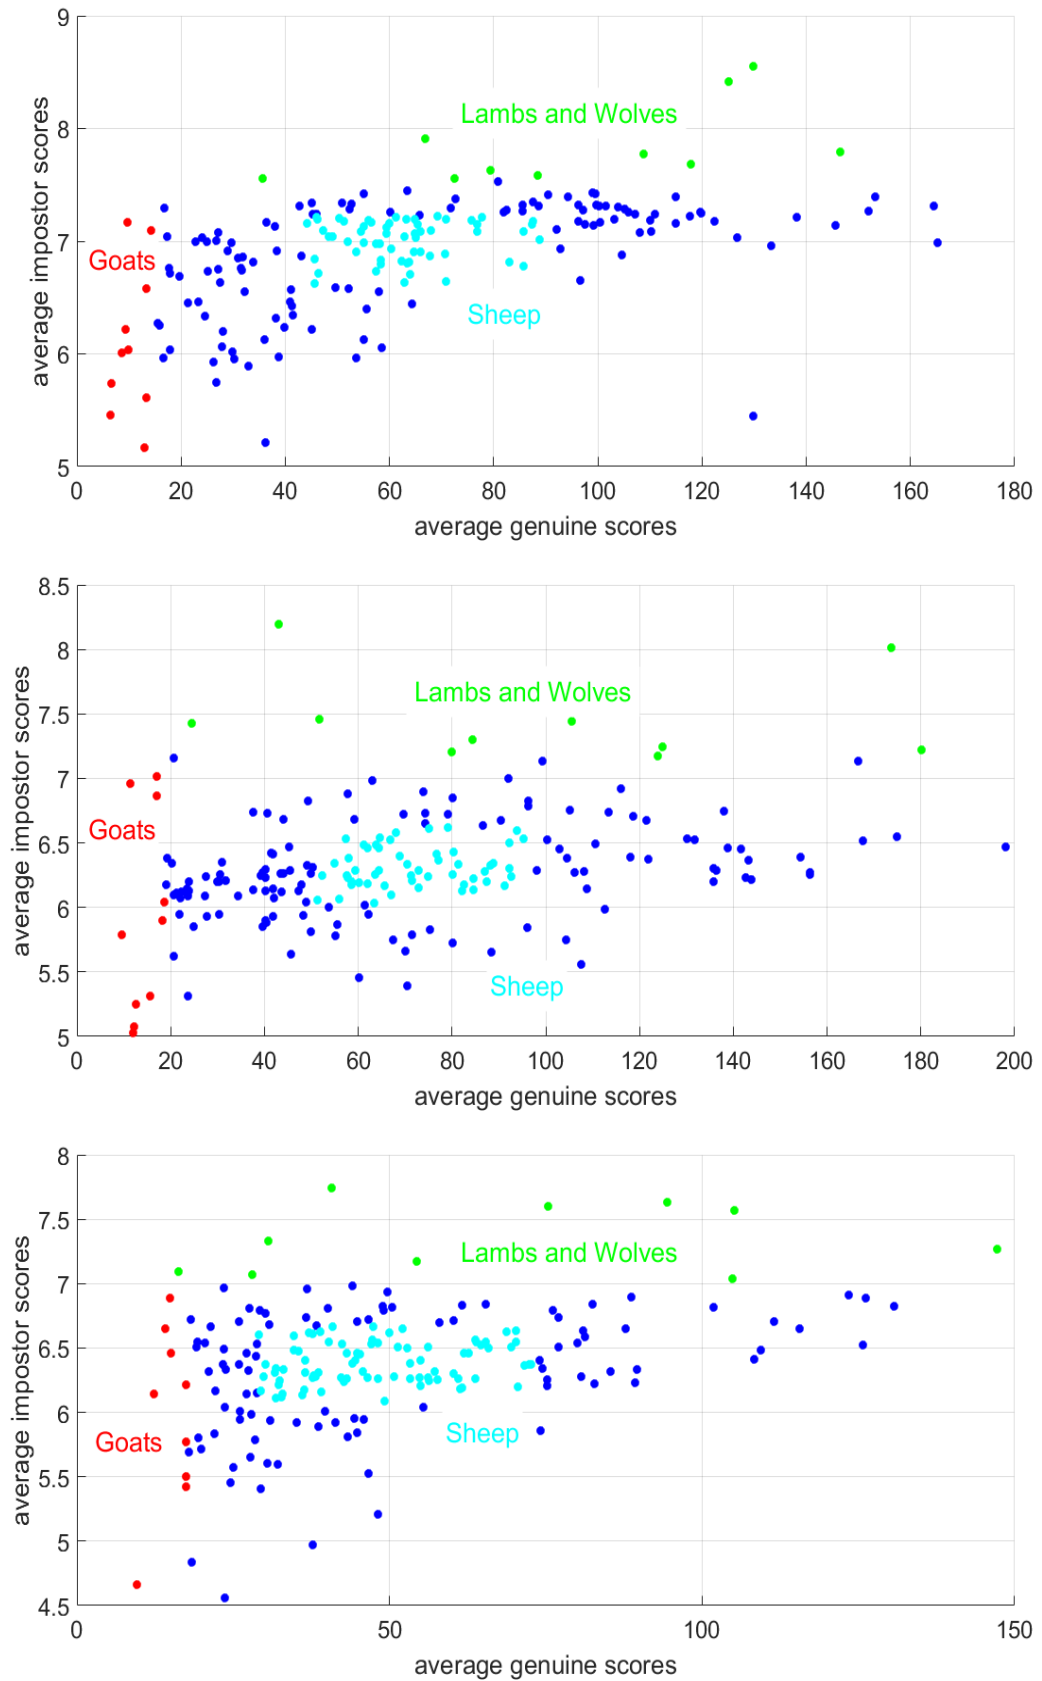 9
8
7
6
5
average impostor scores
Lambs and Wolves
Goats
Sheep
0 20 40 60 80 100 120 140 160 180
average genuine scores
8.5
8
7.5
7
6.5
6
5.5
5
average impostor scores
Lambs and Wolves
Goats
Sheep
0 20 40 60 80 100 120 140 160 180 200
average genuine scores
8
7.5
7
6.5
6
5.5
5
4.5
average impostor scores
Lambs and Wolves
Goats
Sheep
0 50 100 150
average genuine scores